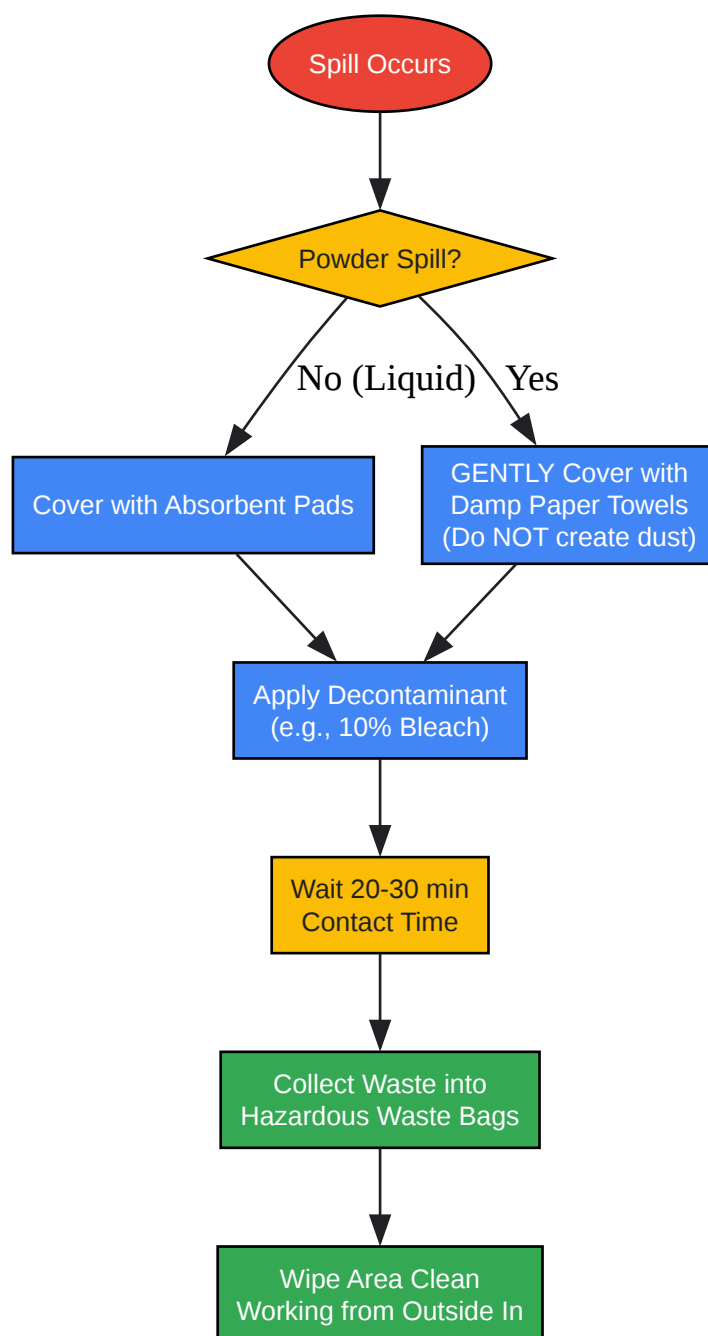 Spill Occurs
Powder Spill?
No (Liquid)
Yes
Cover with Absorbent Pads
GENTLY Cover with
Damp Paper Towels
(Do NOT create dust)
Apply Decontaminant
(e.g., 10% Bleach)
Wait 20-30 min
Contact Time
Collect Waste into
Hazardous Waste Bags
Wipe Area Clean
Working from Outside In